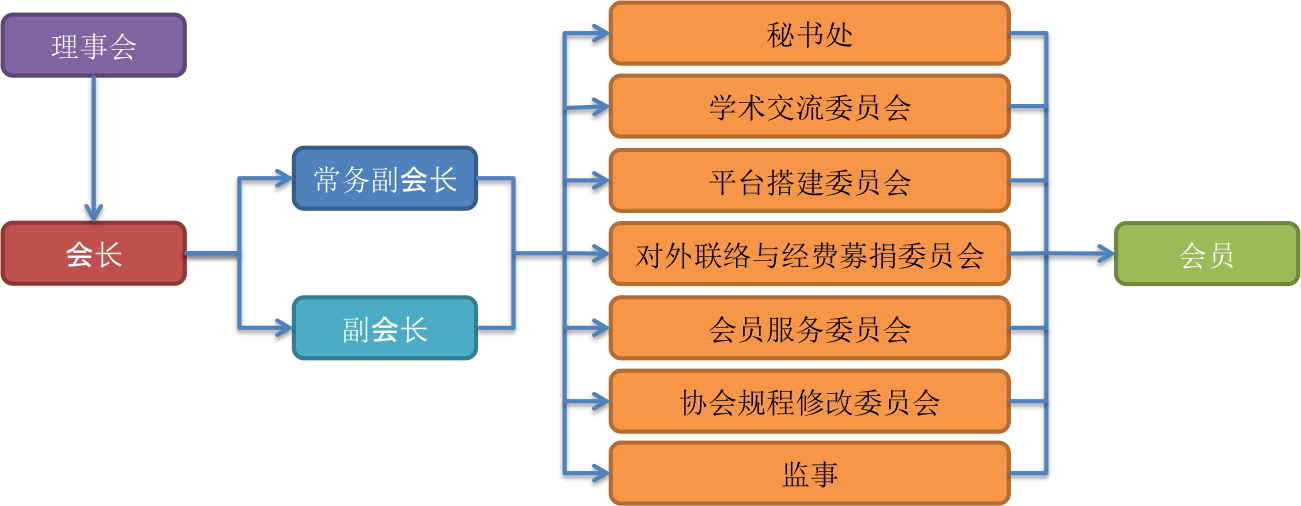 理事会
会长
常务副会长
副会长
秘书处
学术交流委员会
平台搭建委员会
对外联络与经费募捐委员会
会员服务委员会
协会规程修改委员会
监事
会员